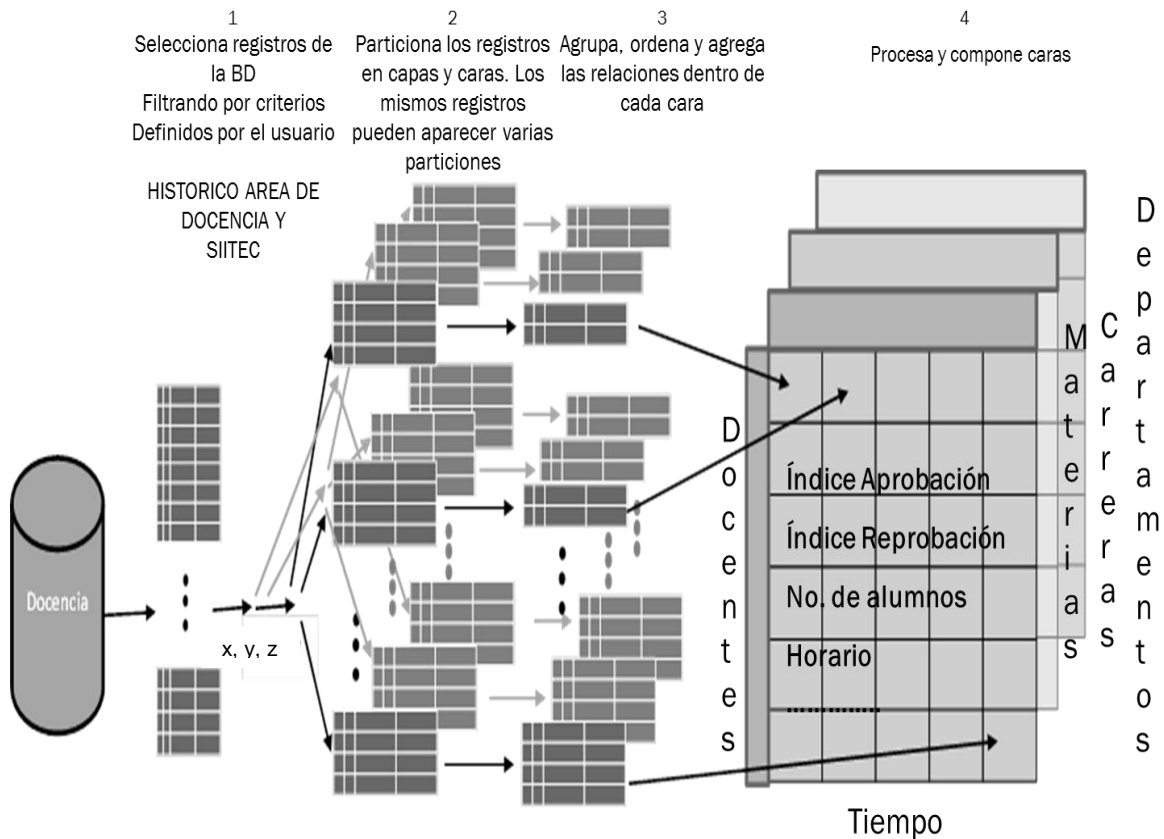 1
Selecciona registros de
la BD
Filtrando por criterios
Definidos por el usuario
HISTORICO AREA DE
DOCENCIA Y
SIITEC
2
Particiona los registros
en capas y caras. Los
mismos registros
pueden aparecer varias
particiones
3
Agrupa, ordena y agrega
las relaciones dentro de
cada cara
4
Procesa y compone caras
Docencia
x, y, z
Docentes
Índice Aprobación
Índice Reprobación
No. de alumnos
Horario
.............
Materias
Carreras
Departamentos
Tiempo